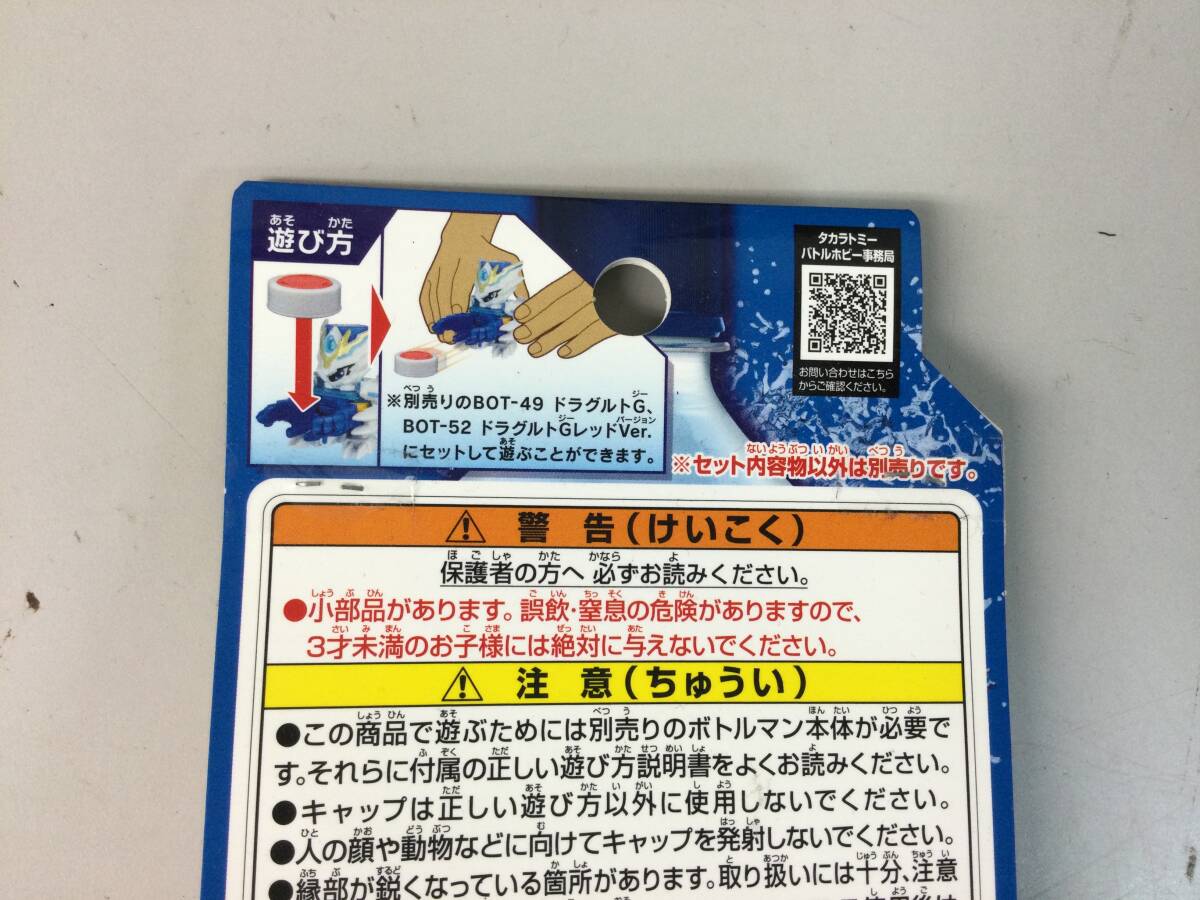 遊び方
タカラトミー
バトルホビー事務局
お問い合わせはこちら
からご確認ください。
※別売りのBOT-49 ドラグルトG、
BOT-52 ドラグルトGレッドVer.
にセットして遊ぶことができます。
※セット内容物以外は別売りです。
警 告(けいこく)
保護者の方へ 必ずお読みください。
●小部品があります。誤飲・窒息の危険がありますので、
3才未満のお子様には絶対に与えないでください。
注 意(ちゅうい)
●この商品で遊ぶためには別売りのボトルマン本体が必要で
す。それらに付属の正しい遊び方説明書をよくお読みください。
●キャップは正しい遊び方以外に使用しないでください。
●人の顔や動物などに向けてキャップを発射しないでください。
●縁部が鋭くなっている箇所があります。取り扱いには十分、注意